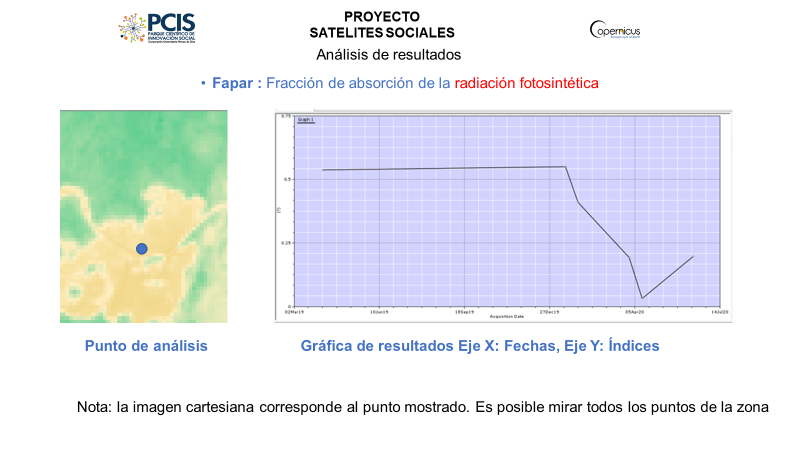 PCIS
PARQUE CIENTÍFICO DE
INNOVACIÓN SOCIAL
PROYECTO
SATELITES SOCIALES
Análisis de resultados
opernicus
• Fapar : Fracción de absorción de la radiación fotosintética
Graph 1
0.75
0.5
0.25
0
02Mar19 10Jun19 18Sep19 27Dec19 05Apr20 14Jul20
Acquisition Date
Punto de análisis
Gráfica de resultados Eje X: Fechas, Eje Y: Índices
Nota: la imagen cartesiana corresponde al punto mostrado. Es posible mirar todos los puntos de la zona